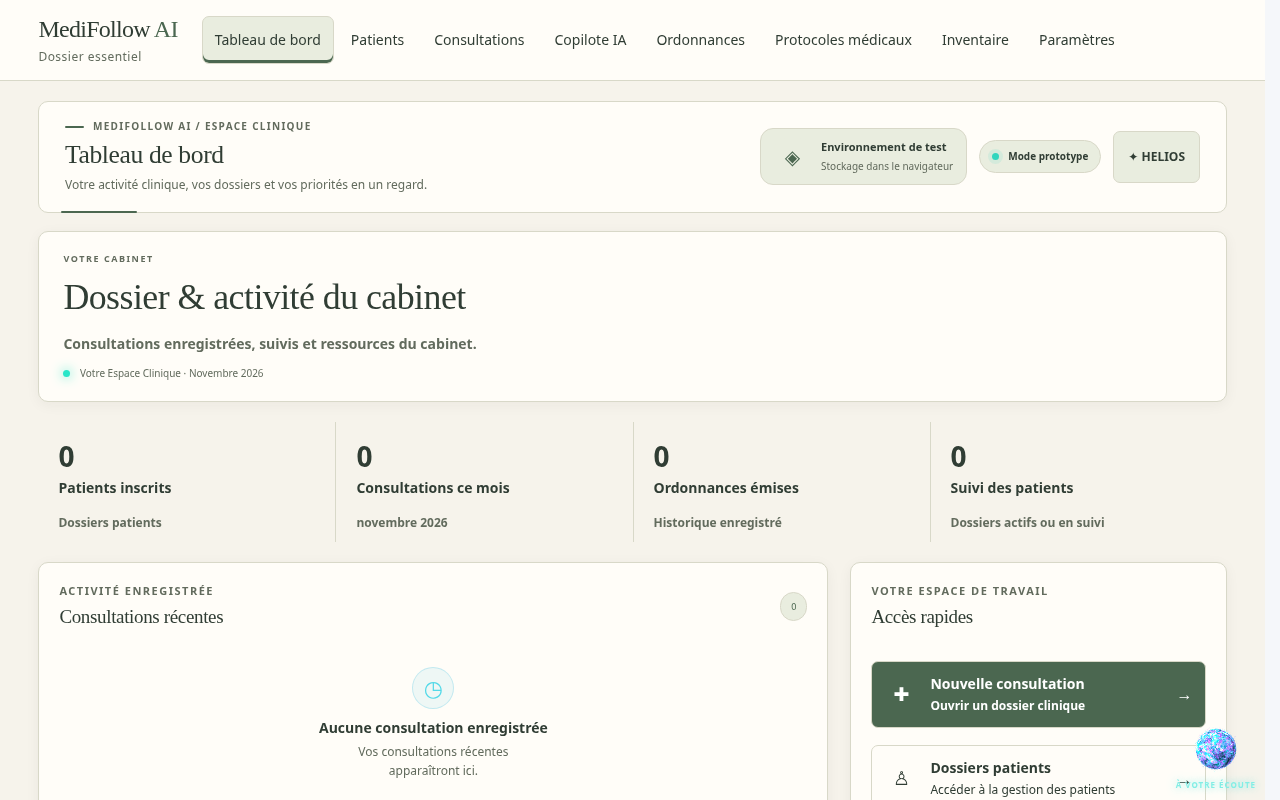 MediFollow AI
Dossier essentiel
Tableau de bord
Patients
Consultations
Copilote IA
Ordonnances
Protocoles médicaux
Inventaire
Paramètres
MEDIFOLLOW AI / ESPACE CLINIQUE
Tableau de bord
Votre activité clinique, vos dossiers et vos priorités en un regard.
Environnement de test
Stockage dans le navigateur
Mode prototype
HELIOS
VOTRE CABINET
Dossier & activité du cabinet
Consultations enregistrées, suivis et ressources du cabinet.
Votre Espace Clinique · Novembre 2026
0
Patients inscrits
Dossiers patients
0
Consultations ce mois
novembre 2026
0
Ordonnances émises
Historique enregistré
0
Suivi des patients
Dossiers actifs ou en suivi
ACTIVITÉ ENREGISTRÉE
Consultations récentes
0
Aucune consultation enregistrée
Vos consultations récentes
apparaîtront ici.
VOTRE ESPACE DE TRAVAIL
Accès rapides
Nouvelle consultation
Ouvrir un dossier clinique
→
Dossiers patients
Accéder à la gestion des patients
→
À VOTRE ÉCOUTE